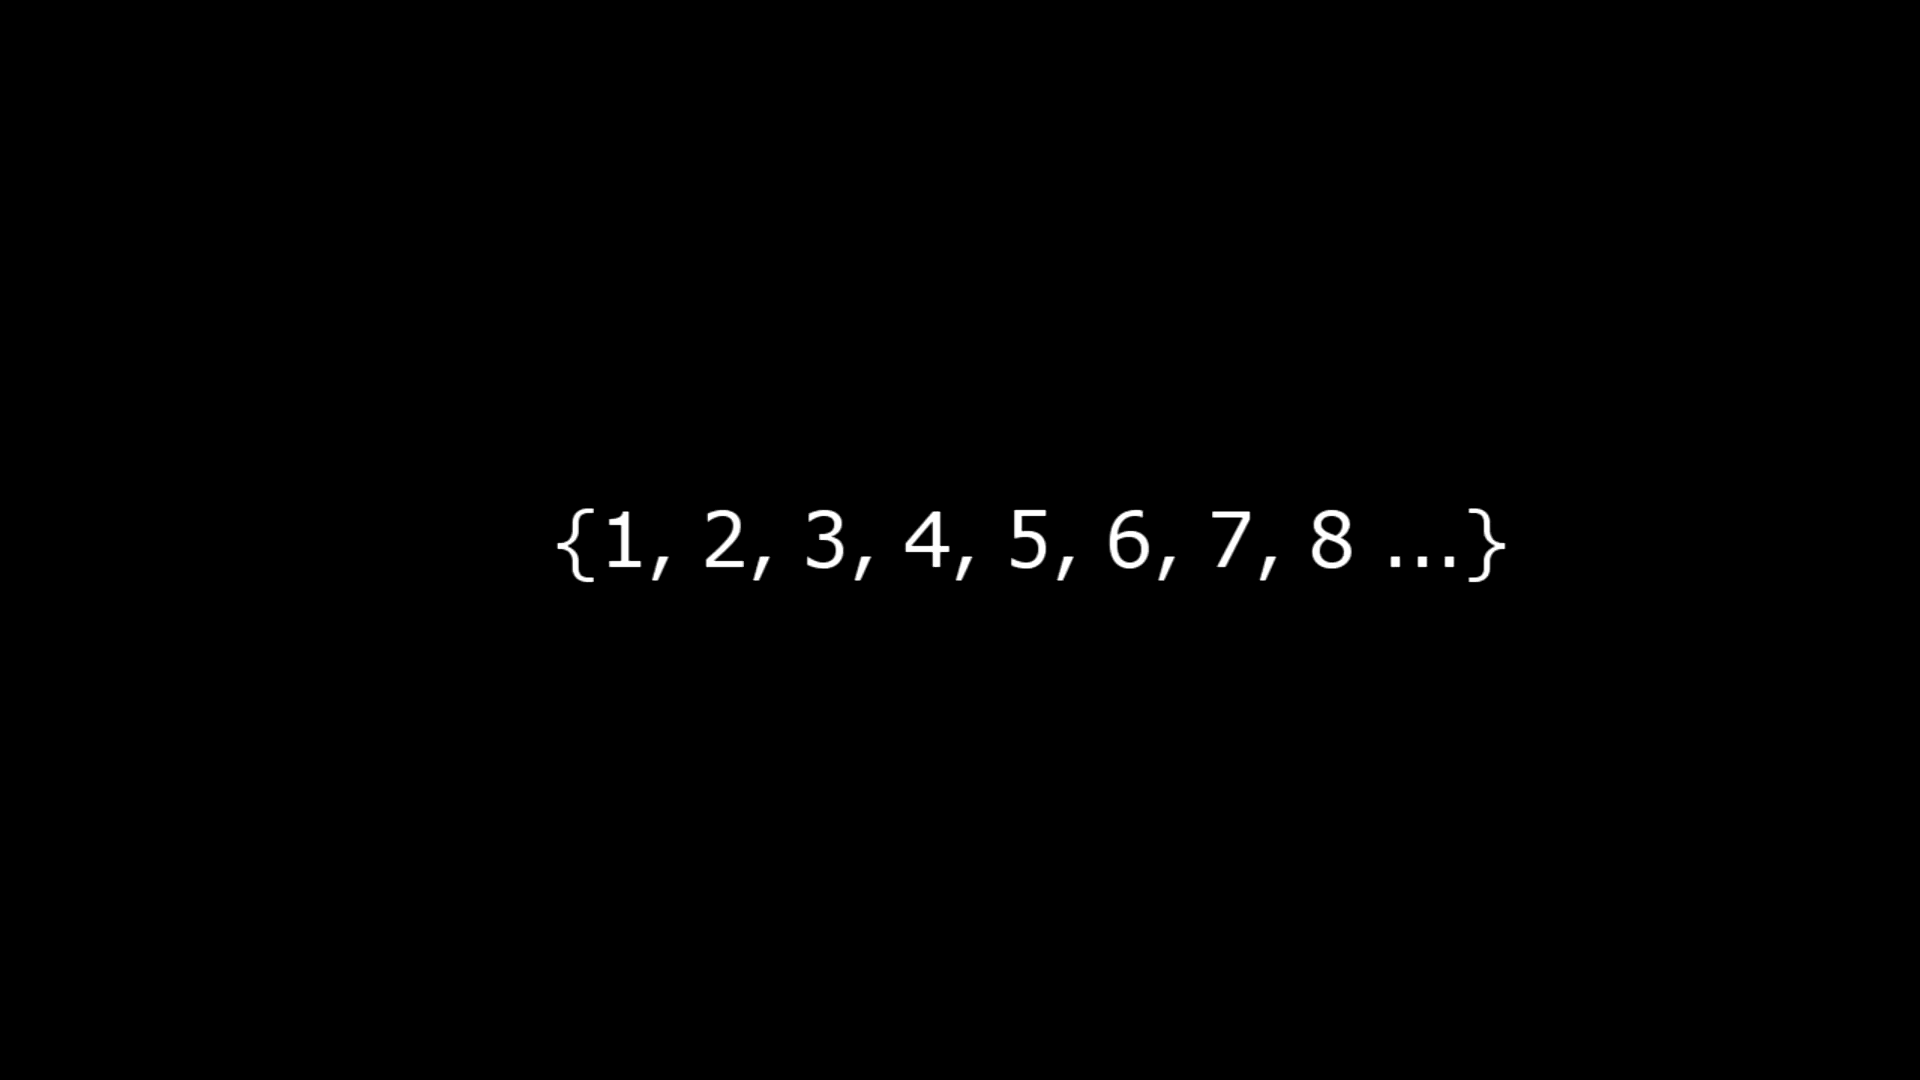 {1, 2, 3, 4, 5, 6, 7, 8 ...}